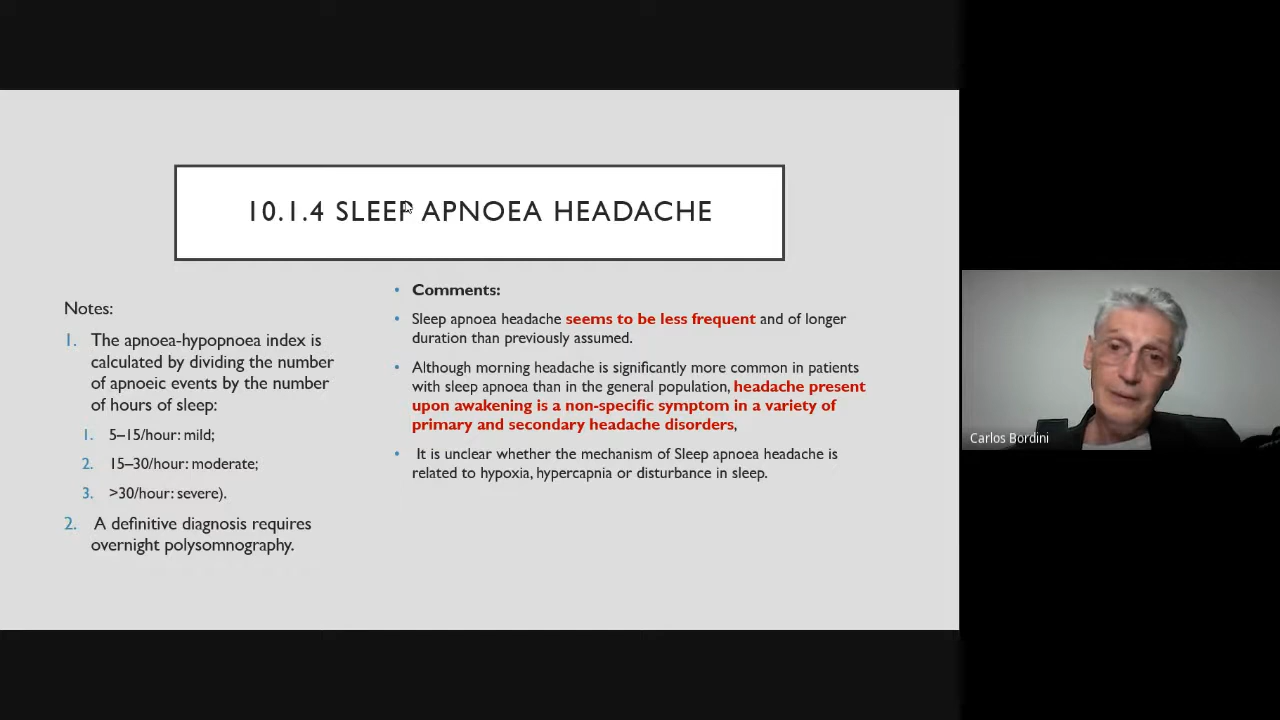 10.1.4 SLEEP APNOEA HEADACHE
Notes:
1. The apnoea-hypopnoea index is
calculated by dividing the number
of apnoeic events by the number
of hours of sleep:
1. 5–15/hour: mild;
2. 15–30/hour: moderate;
3. >30/hour: severe).
2. A definitive diagnosis requires
overnight polysomnography.
• Comments:
• Sleep apnoea headache seems to be less frequent and of longer
duration than previously assumed.
• Although morning headache is significantly more common in patients
with sleep apnoea than in the general population, headache present
upon awakening is a non-specific symptom in a variety of
primary and secondary headache disorders,
• It is unclear whether the mechanism of Sleep apnoea headache is
related to hypoxia, hypercapnia or disturbance in sleep.
Carlos Bordini